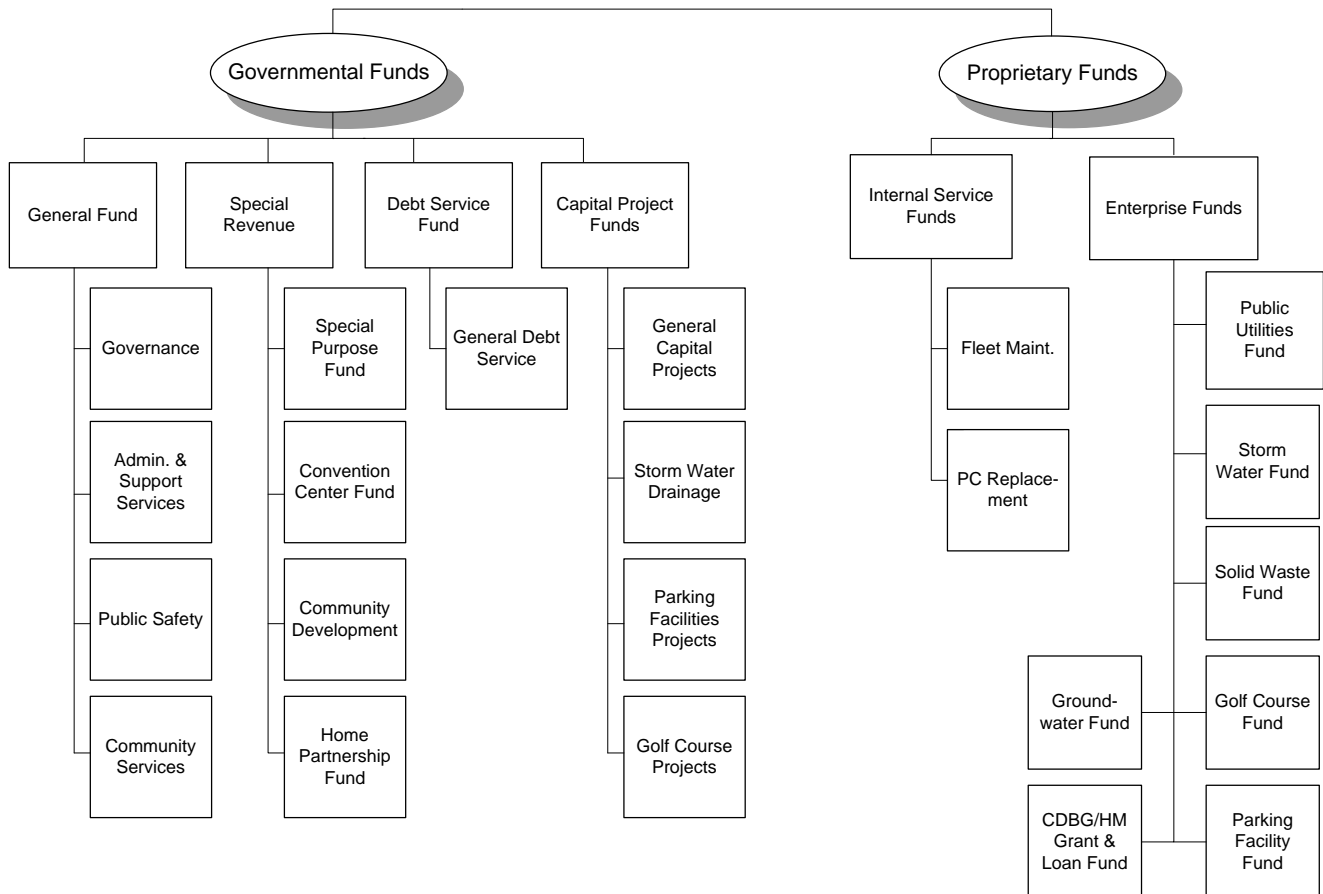 Governmental Funds
Proprietary Funds
General Fund
Special
Revenue
Debt Service
Fund
Capital Project
Funds
Internal Service
Funds
Enterprise Funds
Governance
Admin. &
Support
Services
Public Safety
Community
Services
Special
Purpose
Fund
Convention
Center Fund
Community
Development
Home
Partnership
Fund
General Debt
Service
General
Capital
Projects
Storm Water
Drainage
Parking
Facilities
Projects
Golf Course
Projects
Fleet Maint.
PC Replace-
ment
Public
Utilities
Fund
Storm
Water Fund
Solid Waste
Fund
Ground-
water Fund
Golf Course
Fund
CDBG/HM
Grant &
Loan Fund
Parking
Facility
Fund